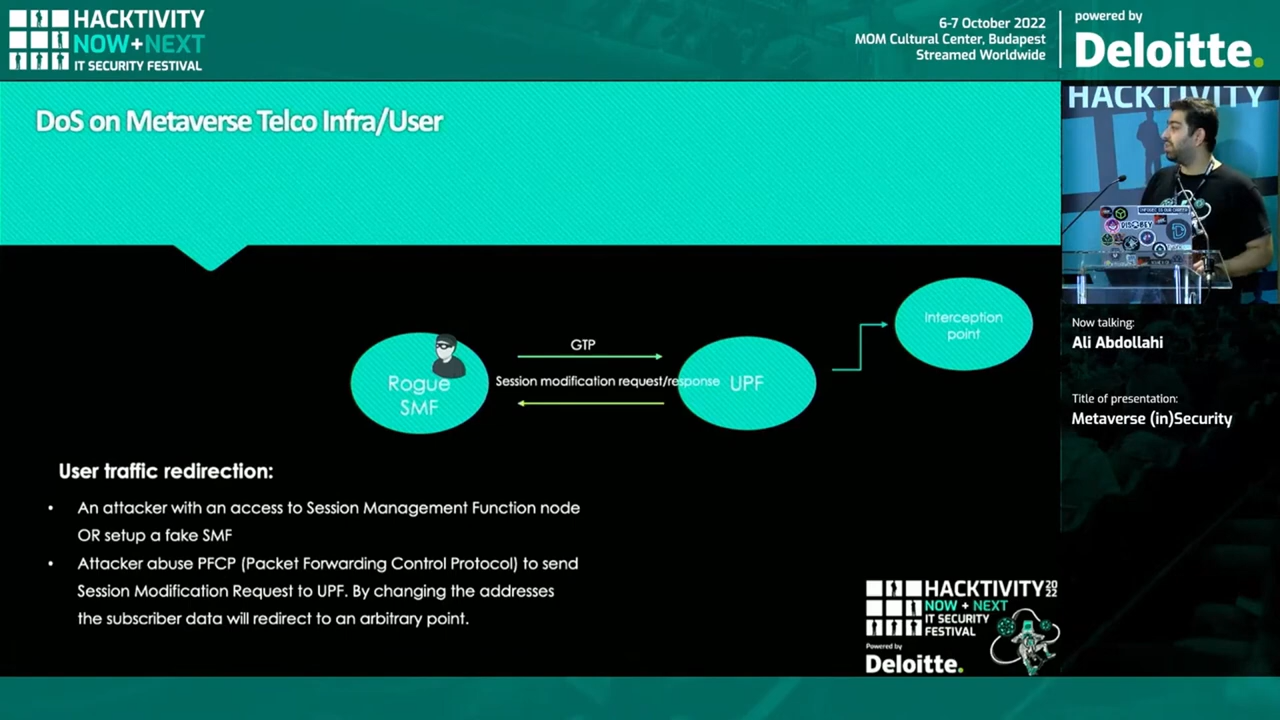 HACKTIVITY
NOW+NEXT
IT SECURITY FESTIVAL
6-7 October 2022
MOM Cultural Center, Budapest
Streamed Worldwide
powered by
Deloitte.
DoS on Metaverse Telco Infra/User
HACKTIVITY
Interception
point
GTP
Rogue
SMF
Session modification request/response
UPF
Now talking:
Ali Abdollahi
Title of presentation:
Metaverse (in)Security
User traffic redirection:
• An attacker with an access to Session Management Function node
OR setup a fake SMF
• Attacker abuse PFCP (Packet Forwarding Control Protocol) to send
Session Modification Request to UPF. By changing the addresses
the subscriber data will redirect to an arbitrary point.
HACKTIVITY 2022
NOW + NEXT
IT SECURITY
FESTIVAL
Powered by
Deloitte.